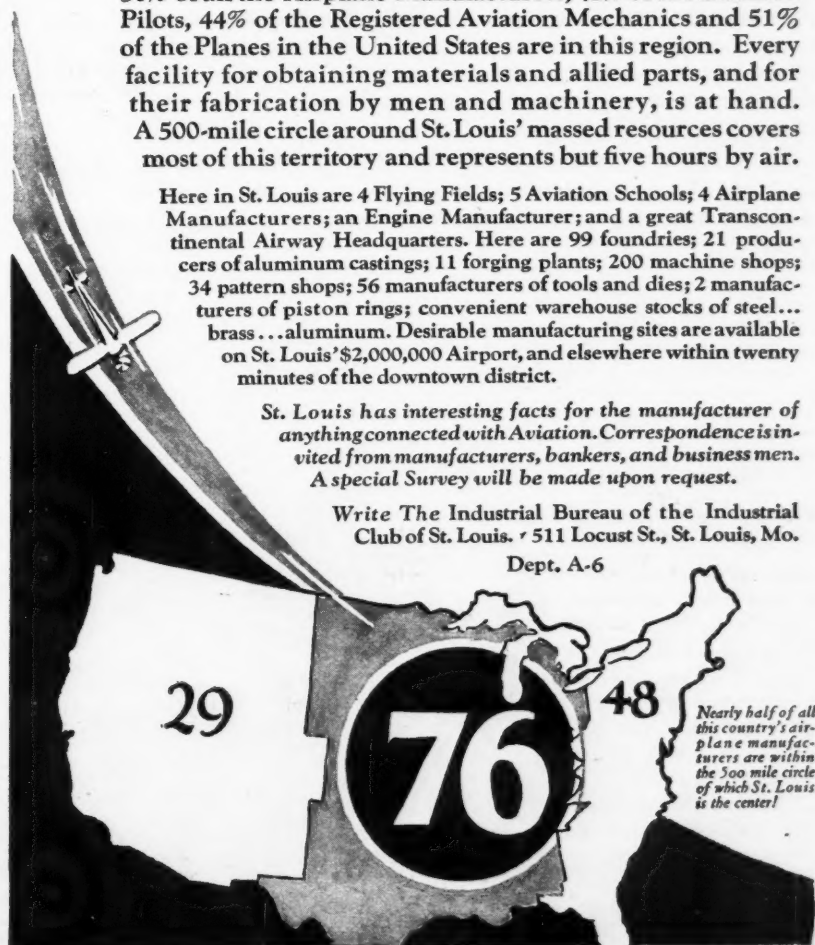 Pilots, 44% of the Registered Aviation Mechanics and 51%
of the Planes in the United States are in this region. Every
facility for obtaining materials and allied parts, and for
their fabrication by men and machinery, is at hand.
A 500-mile circle around St. Louis' massed resources covers
most of this territory and represents but five hours by air.
Here in St. Louis are 4 Flying Fields; 5 Aviation Schools; 4 Airplane
Manufacturers; an Engine Manufacturer; and a great Transcon-
tinental Airway Headquarters. Here are 99 foundries; 21 produ-
cers of aluminum castings; 11 forging plants; 200 machine shops;
34 pattern shops; 56 manufacturers of tools and dies; 2 manufac-
turers of piston rings; convenient warehouse stocks of steel...
brass...aluminum. Desirable manufacturing sites are available
on St. Louis' $2,000,000 Airport, and elsewhere within twenty
minutes of the downtown district.
St. Louis has interesting facts for the manufacturer of
anything connected with Aviation. Correspondence is in-
vited from manufacturers, bankers, and business men.
A special Survey will be made upon request.
Write The Industrial Bureau of the Industrial
Club of St. Louis. 511 Locust St., St. Louis, Mo.
Dept. A-6
29
76
48
Nearly half of all
this country's air-
plane manufac-
turers are within
the 500 mile circle
of which St. Louis
is the center!